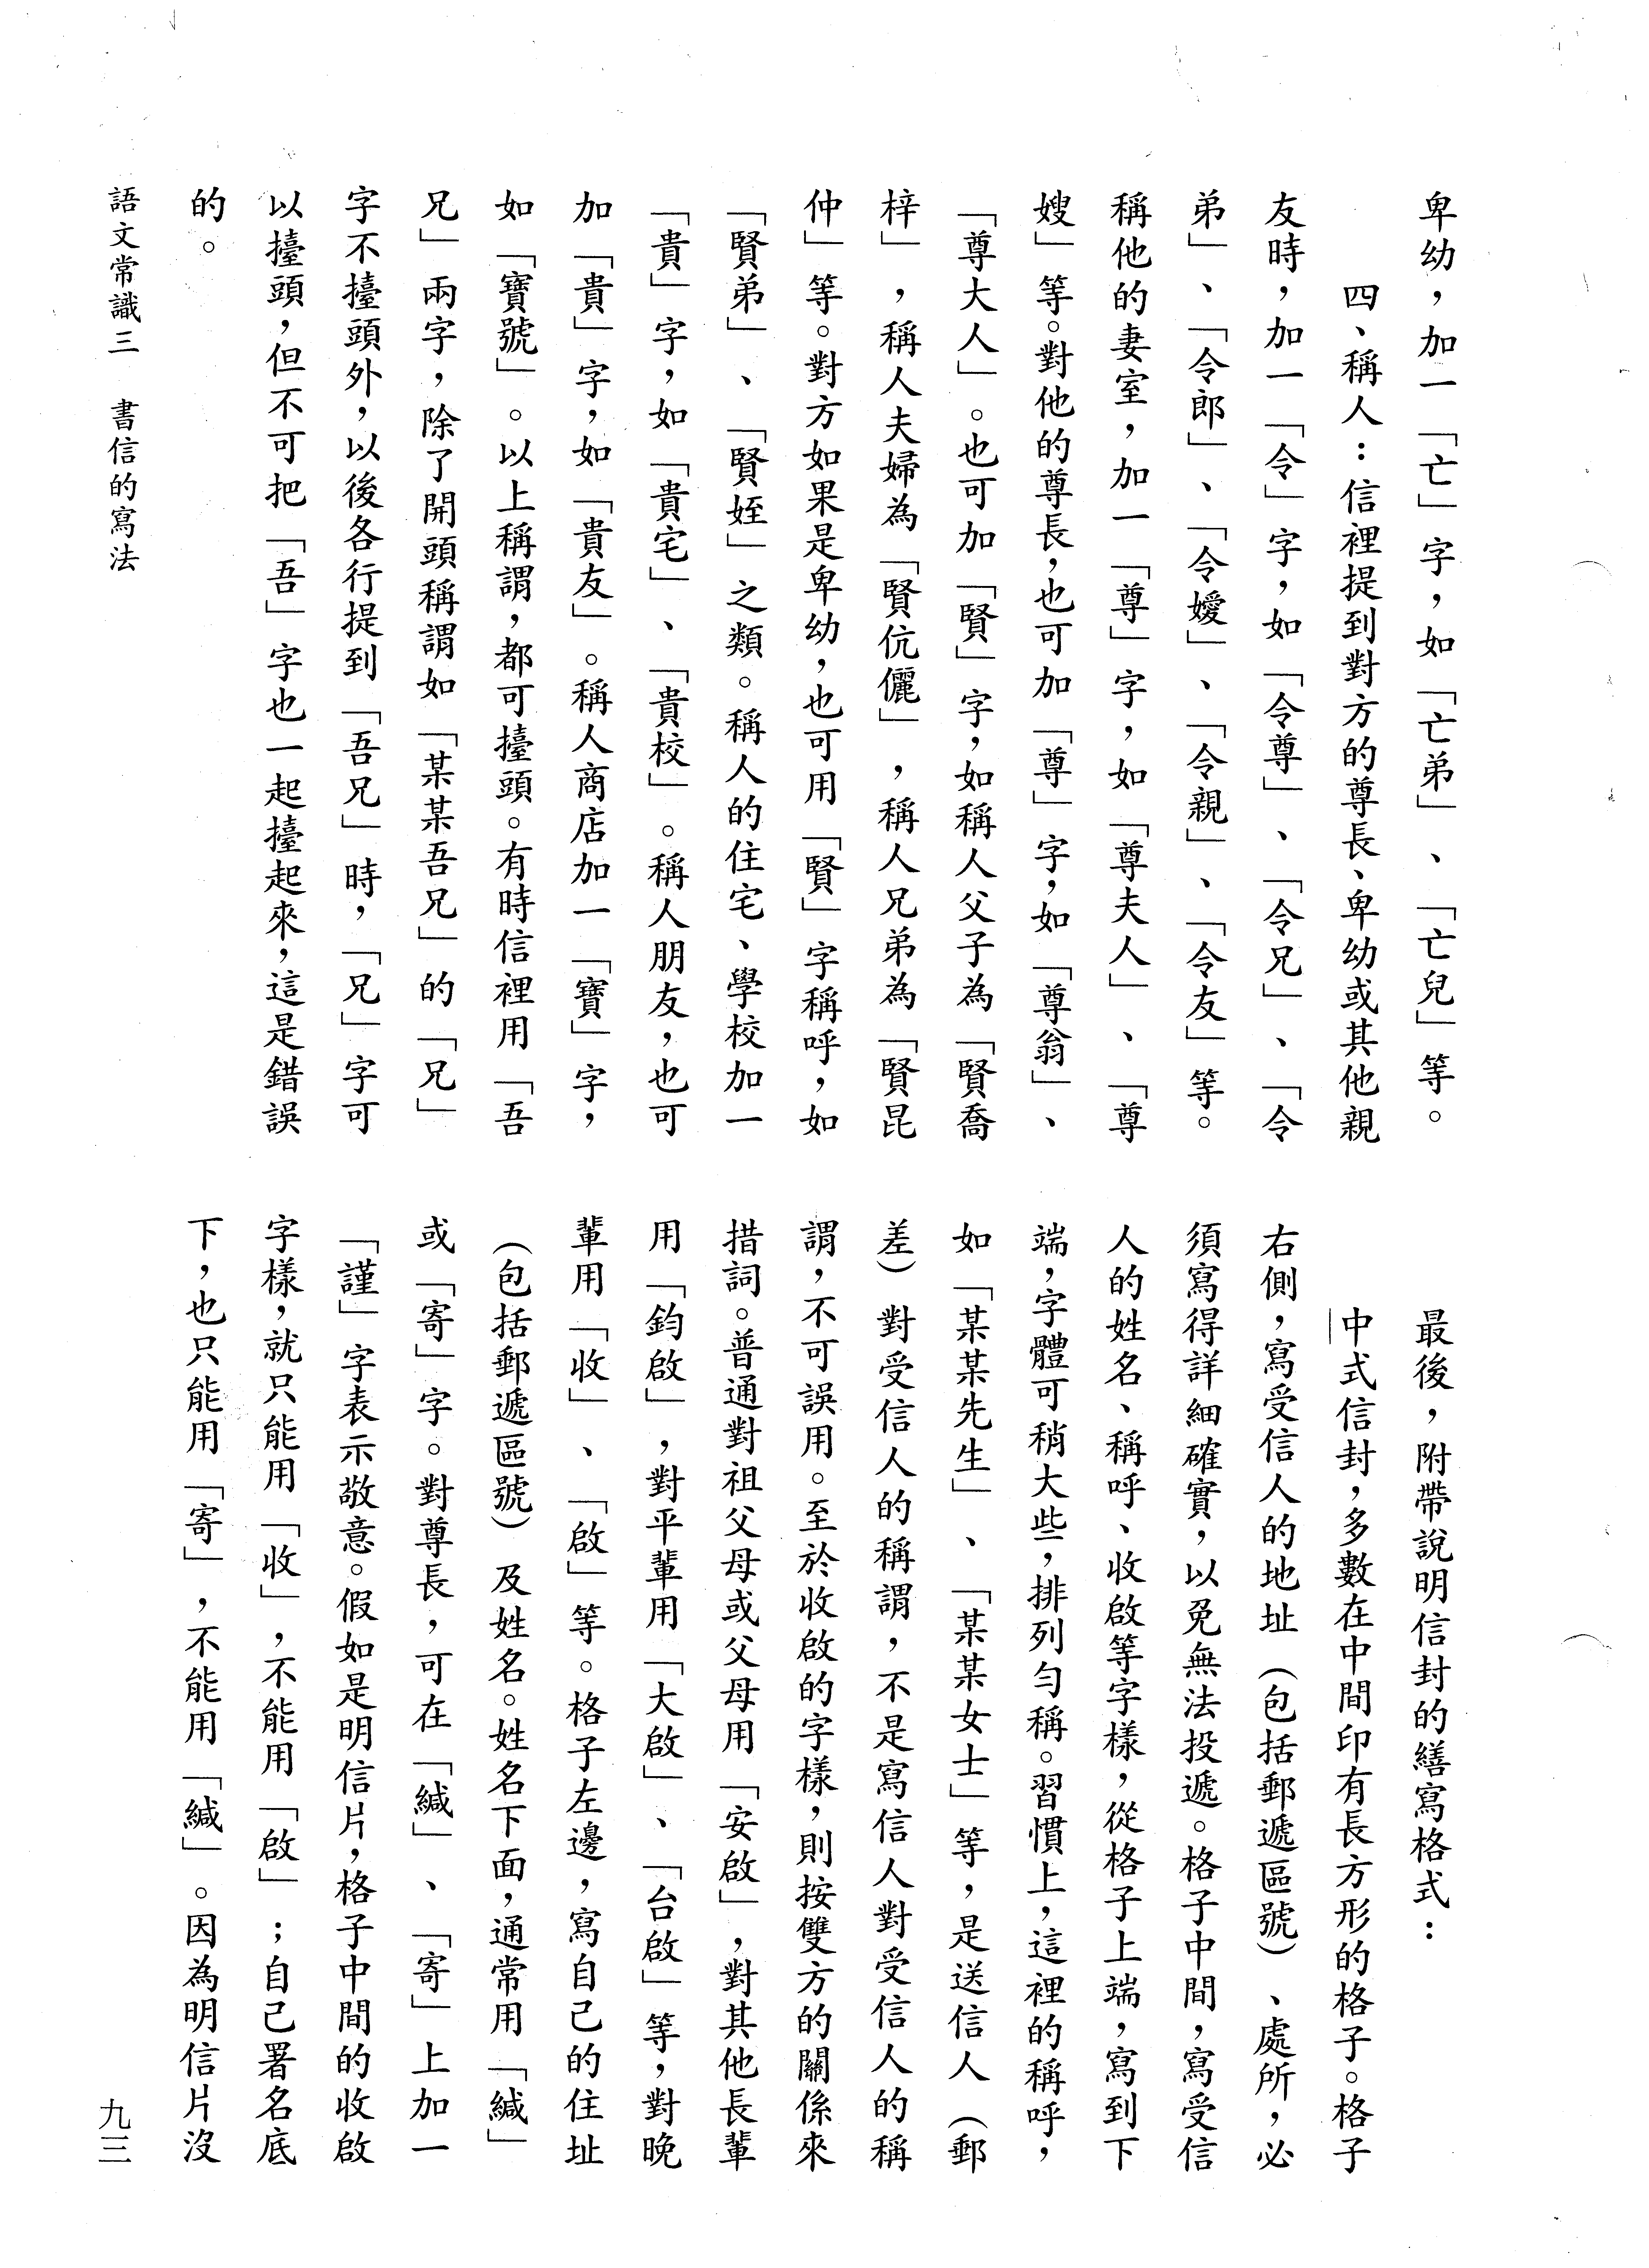 卑幼，加一「亡」字，如「亡弟」、「亡兒」等。
四、稱人：信裡提到對方的尊長、卑幼或其他親
友時，加一「令」字，如「令尊」、「令兄」、「令
弟」、「令郎」、「令嬡」、「令親」、「令友」等。
稱他的妻室，加一「尊」字，如「尊夫人」、「尊
嫂」等。對他的尊長，也可加「尊」字，如「尊翁」、
「尊大人」。也可加「賢」字，如稱人父子為「賢喬
梓」，稱人夫婦為「賢伉儷」，稱人兄弟為「賢昆
仲」等。對方如果是卑幼，也可用「賢」字稱呼，如
「賢弟」、「賢姪」之類。稱人的住宅、學校加一
「貴」字，如「貴宅」、「貴校」。稱人朋友，也可
加「貴」字，如「貴友」。稱人商店加一「寶」字，
如「寶號」。以上稱謂，都可擡頭。有時信裡用「吾
兄」兩字，除了開頭稱謂如「某某吾兄」的「兄」
字不擡頭外，以後各行提到「吾兄」時，「兄」字可
以擡頭，但不可把「吾」字也一起擡起來，這是錯誤
的。
最後，附帶說明信封的繕寫格式：
中式信封，多數在中間印有長方形的格子。格子
右側，寫受信人的地址（包括郵遞區號）、處所，必
須寫得詳細確實，以免無法投遞。格子中間，寫受信
人的姓名、稱呼、收啟等字樣，從格子上端，寫到下
端，字體可稍大些，排列勻稱。習慣上，這裡的稱呼，
如「某某先生」、「某某女士」等，是送信人（郵
差）對受信人的稱謂，不是寫信人對受信人的稱
謂，不可誤用。至於收啟的字樣，則按雙方的關係來
措詞。普通對祖父母或父母用「安啟」，對其他長輩
用「鈞啟」，對平輩用「大啟」、「台啟」等，對晚
輩用「收」、「啟」等。格子左邊，寫自己的住址
（包括郵遞區號）及姓名。姓名下面，通常用「緘」
或「寄」字。對尊長，可在「緘」、「寄」上加一
「謹」字表示敬意。假如是明信片，格子中間的收啟
字樣，就只能用「收」，不能用「啟」；自己署名底
下，也只能用「寄」，不能用「緘」。因為明信片沒
語文常識三　書信的寫法
九三